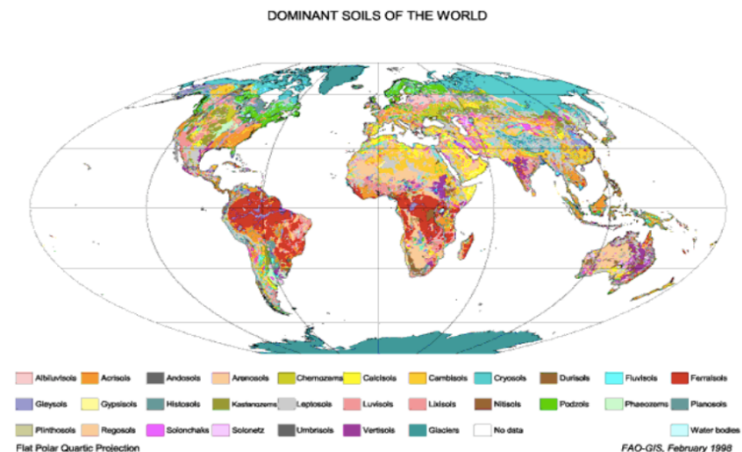 DOMINANT SOILS OF THE WORLD
Albiluvisols Acrisols Andosols Arenosols Chernozems Calcisols Cambisols Cryosols Durisols Fluvisols Ferralsols
Gleysols Gypsisols Histosols Kastanozems Leptosols Luvisols Lixisols Nitisols Podzols Phaeozems Planosols
Plinthosols Regosols Solonchaks Solonetz Umbrisols Vertisols Glaciers No data Water bodies
Flat Polar Quartic Projection FAO-GIS, February 1998